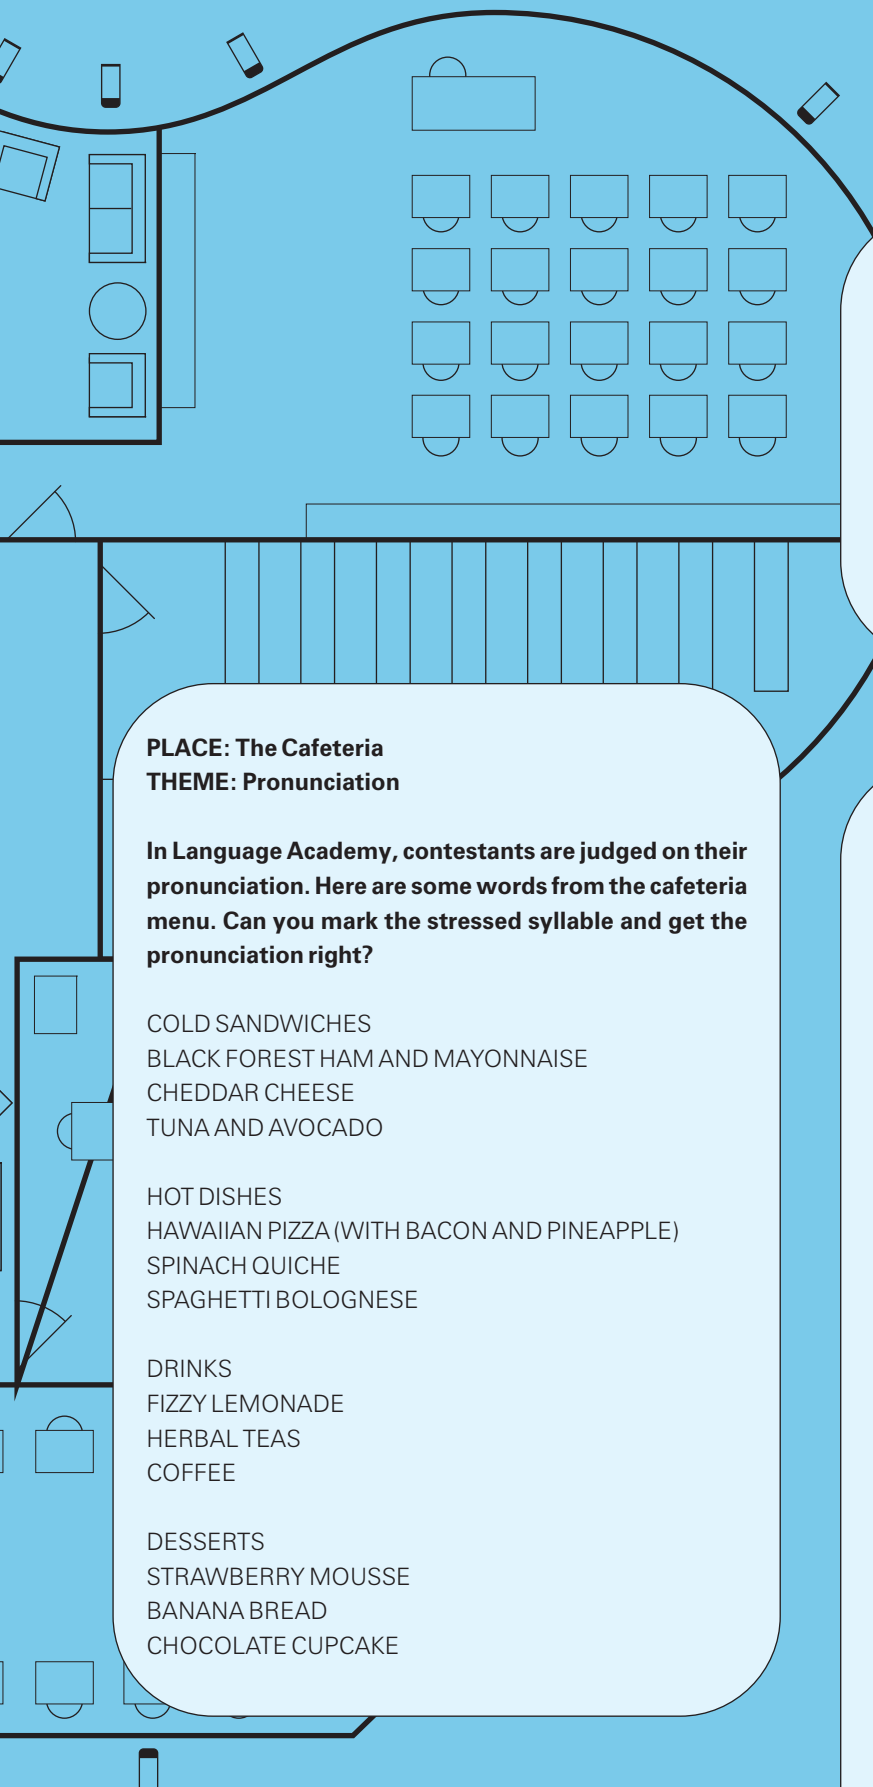 PLACE: The Cafeteria
THEME: Pronunciation
In Language Academy, contestants are judged on their
pronunciation. Here are some words from the cafeteria
menu. Can you mark the stressed syllable and get the
pronunciation right?
COLD SANDWICHES
BLACK FOREST HAM AND MAYONNAISE
CHEDDAR CHEESE
TUNA AND AVOCADO
HOT DISHES
HAWAIIAN PIZZA (WITH BACON AND PINEAPPLE)
SPINACH QUICHE
SPAGHETTI BOLOGNESE
DRINKS
FIZZY LEMONADE
HERBAL TEAS
COFFEE
DESSERTS
STRAWBERRY MOUSSE
BANANA BREAD
CHOCOLATE CUPCAKE